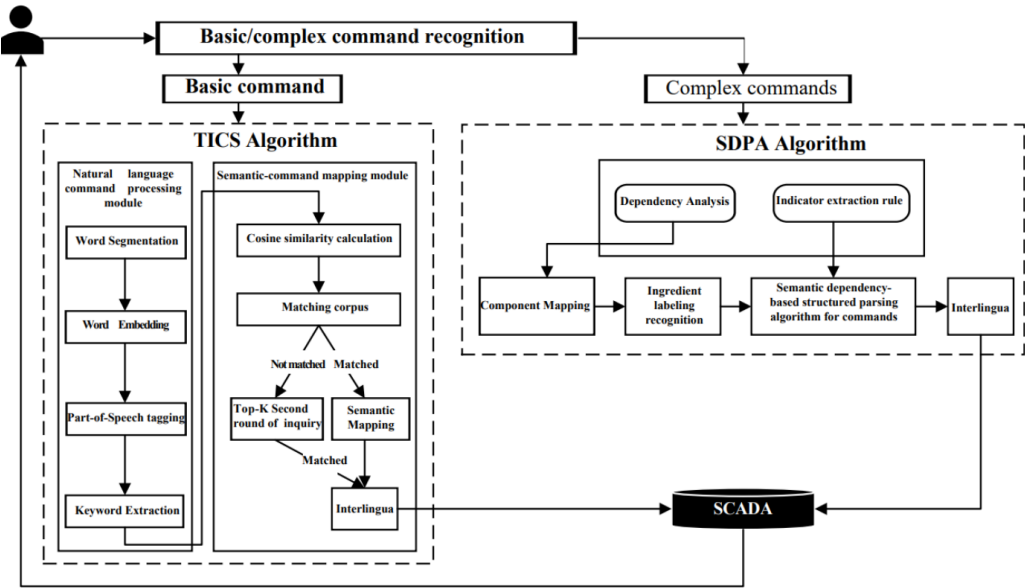 Basic/complex command recognition
Basic command
Complex commands
TICS Algorithm
Natural language
command processing
module
Word Segmentation
Word Embedding
Part-of-Speech tagging
Keyword Extraction
Semantic-command mapping module
Cosine similarity calculation
Matching corpus
Not matched
Matched
Top-K Second
round of inquiry
Semantic
Mapping
Matched
Interlingua
SDPA Algorithm
Dependency Analysis
Indicator extraction rule
Component Mapping
Ingredient
labeling
recognition
Semantic dependency-
based structured parsing
algorithm for commands
Interlingua
SCADA